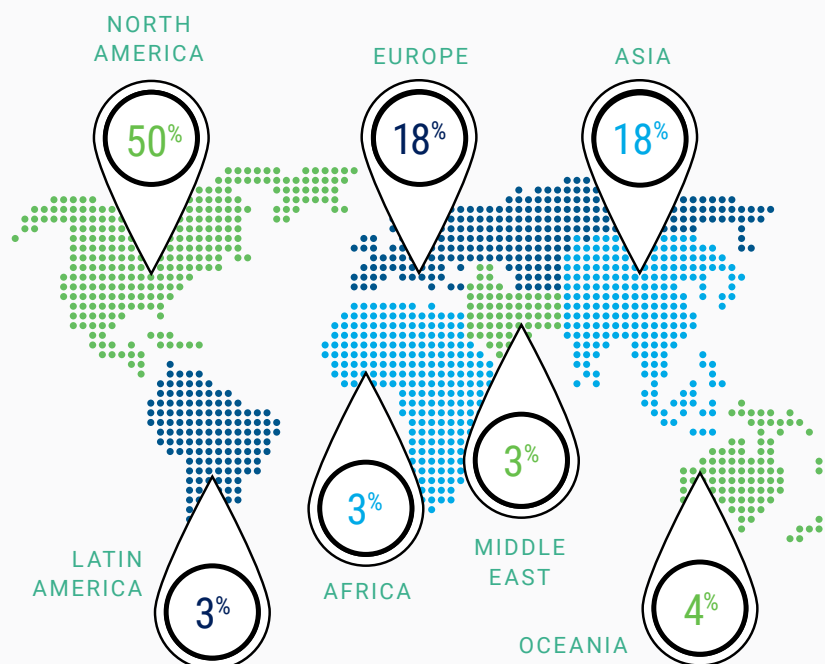 NORTH
AMERICA
EUROPE
ASIA
50%
18%
18%
3%
3%
LATIN
AMERICA
3%
AFRICA
MIDDLE
EAST
4%
OCEANIA